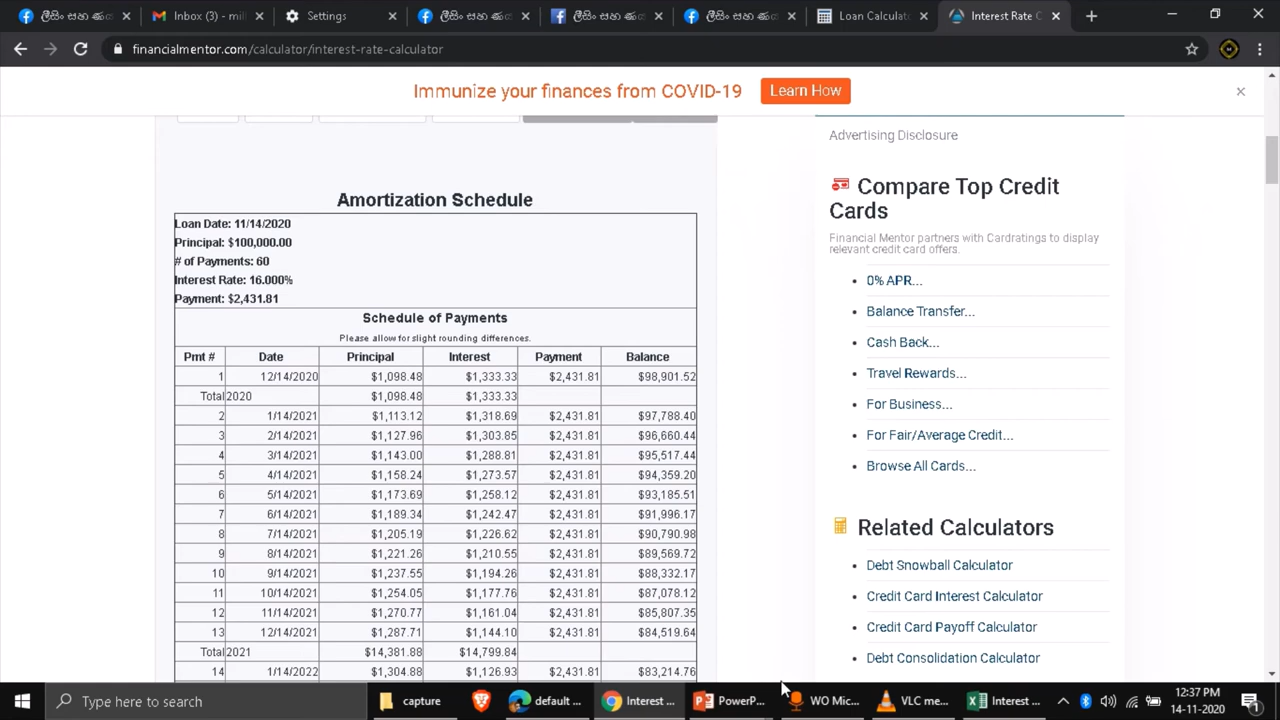 ලීසිං සහ ණය
Inbox (3) - mil
Settings
ලීසිං සහ ණය
ලීසිං සහ ණය
ලීසිං සහ ණය
Loan Calculat
Interest Rate C
financialmentor.com/calculator/interest-rate-calculator
Immunize your finances from COVID-19 Learn How
Advertising Disclosure
Compare Top Credit
Cards
Financial Mentor partners with Cardratings to display
relevant credit card offers.
0% APR...
Balance Transfer...
Cash Back...
Travel Rewards...
For Business...
For Fair/Average Credit...
Browse All Cards...
Related Calculators
Debt Snowball Calculator
Credit Card Interest Calculator
Credit Card Payoff Calculator
Debt Consolidation Calculator
Amortization Schedule
Loan Date: 11/14/2020
Principal: $100,000.00
# of Payments: 60
Interest Rate: 16.000%
Payment: $2,431.81
Schedule of Payments
Please allow for slight rounding differences.
Pmt # Date Principal Interest Payment Balance
1 12/14/2020 $1,098.48 $1,333.33 $2,431.81 $98,901.52
Total 2020 $1,098.48 $1,333.33
2 1/14/2021 $1,113.12 $1,318.69 $2,431.81 $97,788.40
3 2/14/2021 $1,127.96 $1,303.85 $2,431.81 $96,660.44
4 3/14/2021 $1,143.00 $1,288.81 $2,431.81 $95,517.44
5 4/14/2021 $1,158.24 $1,273.57 $2,431.81 $94,359.20
6 5/14/2021 $1,173.69 $1,258.12 $2,431.81 $93,185.51
7 6/14/2021 $1,189.34 $1,242.47 $2,431.81 $91,996.17
8 7/14/2021 $1,205.19 $1,226.62 $2,431.81 $90,790.98
9 8/14/2021 $1,221.26 $1,210.55 $2,431.81 $89,569.72
10 9/14/2021 $1,237.55 $1,194.26 $2,431.81 $88,332.17
11 10/14/2021 $1,254.05 $1,177.76 $2,431.81 $87,078.12
12 11/14/2021 $1,270.77 $1,161.04 $2,431.81 $85,807.35
13 12/14/2021 $1,287.71 $1,144.10 $2,431.81 $84,519.64
Total 2021 $14,381.88 $14,799.84
14 1/14/2022 $1,304.88 $1,126.93 $2,431.81 $83,214.76
Type here to search
capture
default ...
Interest ...
PowerP...
WO Mic...
VLC me...
Interest ...
12:37 PM
14-11-2020
1